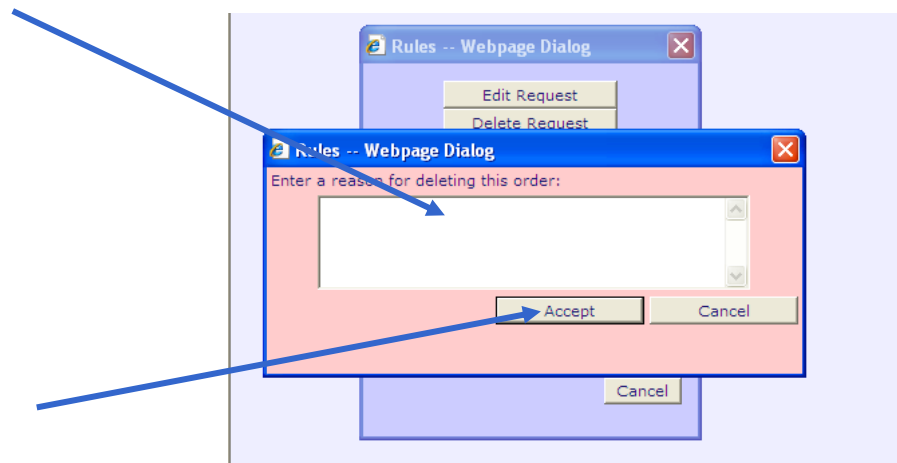 Rules -- Webpage Dialog
Edit Request
Delete Request
Rules -- Webpage Dialog
Enter a reason for deleting this order:
Accept Cancel
Cancel